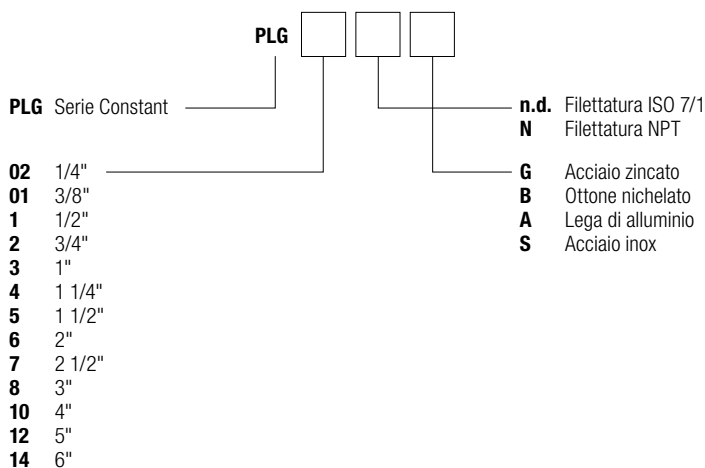 PLG
PLG Serie Constant
n.d. Filettatura ISO 7/1
N Filettatura NPT
02 1/4"
01 3/8"
1 1/2"
2 3/4"
3 1"
4 1 1/4"
5 1 1/2"
6 2"
7 2 1/2"
8 3"
10 4"
12 5"
14 6"
G Acciaio zincato
B Ottone nichelato
A Lega di alluminio
S Acciaio inox